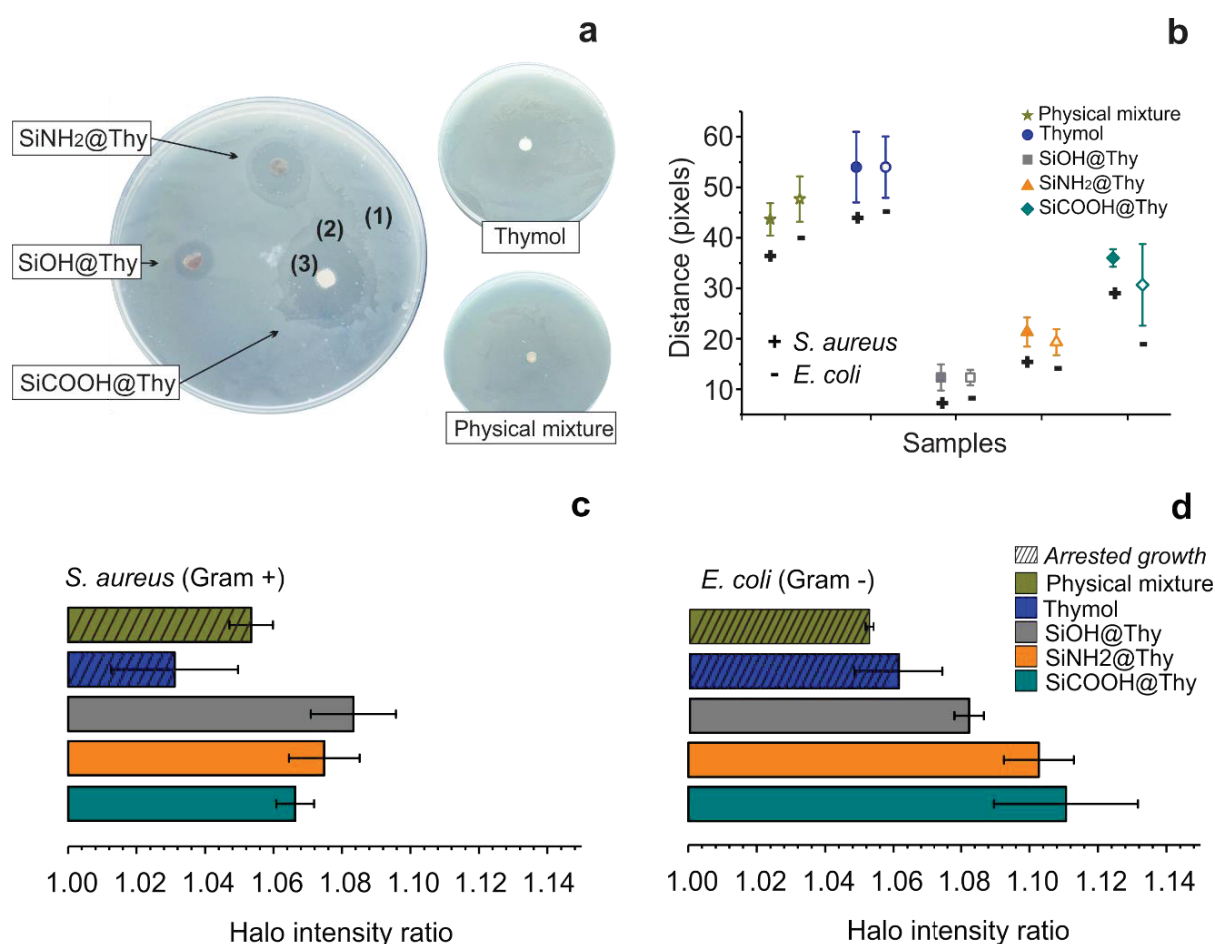 a
SiNH2@Thy
(1)
(2)
(3)
SiOH@Thy
SiCOOH@Thy
Thymol
Physical mixture
b
Physical mixture
Thymol
SiOH@Thy
SiNH2@Thy
SiCOOH@Thy
Distance (pixels)
60
50
40
30
20
10
+ S. aureus
- E. coli
Samples
c
S. aureus (Gram +)
1.00 1.02 1.04 1.06 1.08 1.10 1.12 1.14
Halo intensity ratio
d
E. coli (Gram -)
Arrested growth
Physical mixture
Thymol
SiOH@Thy
SiNH2@Thy
SiCOOH@Thy
1.00 1.02 1.04 1.06 1.08 1.10 1.12 1.14
Halo intensity ratio